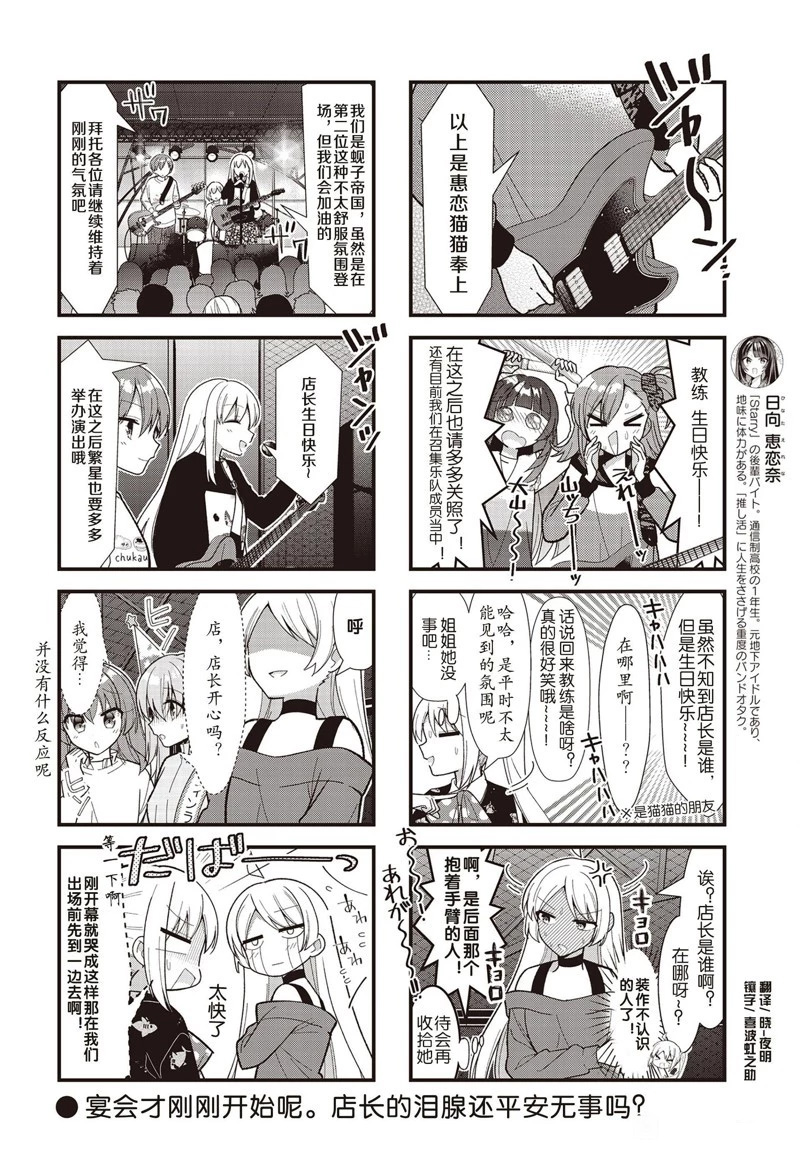 以上是惠恋猫猫奉上
ジャーン
教练 生日快乐——！
えれ～
ッち～
大山～
在这之后也请多多关照了！
还有目前我们在召集乐队成员当中！
虽然不知到店长是谁，
但是生日快乐~~~~!
キャハハハ
在哪里啊——？？
话说回来教练是啥呀？
真的很好笑哦~~~!
キャハハハ
哈哈，是平时不太
能见到的氛围呢
姐姐她没
事吧…
※是猫猫的朋友
诶？店长是谁啊？
在哪呀~？
キョロ
キョロ
装作不认识
的人了！
啊，是后面那个
抱着手臂的人！
お～～
あれが～
待会再
收拾她
日向 恵恋奈
ひなた えれな
「Starry」の後輩バイト。通信制高校の1年生。元地下アイドルであり、
地味に体力がある。「推し活」に人生をささげる重度のバンドオタク。
翻译/晓-夜明
镶字/喜波虹之助
我们是蚬子帝国，虽然是在
第二位这种不太舒服氛围登
场，但我们会加油的
拜托各位请继续维持着
刚刚的气氛吧
ザワ
ザワ
ジャーン
店长生日快乐~
在这之后繁星也要多多
举办演出哦
chukau
呼
店，店长开心吗？
我觉得…
并没有什么反应呢
ヒソ
ヒソ
だばーーっ
あわ
あわ
太快了
等一下啊
刚开幕就哭成这样那在我们
出场前先到一边去啊！
●宴会才刚刚开始呢。店长的泪腺还平安无事吗？